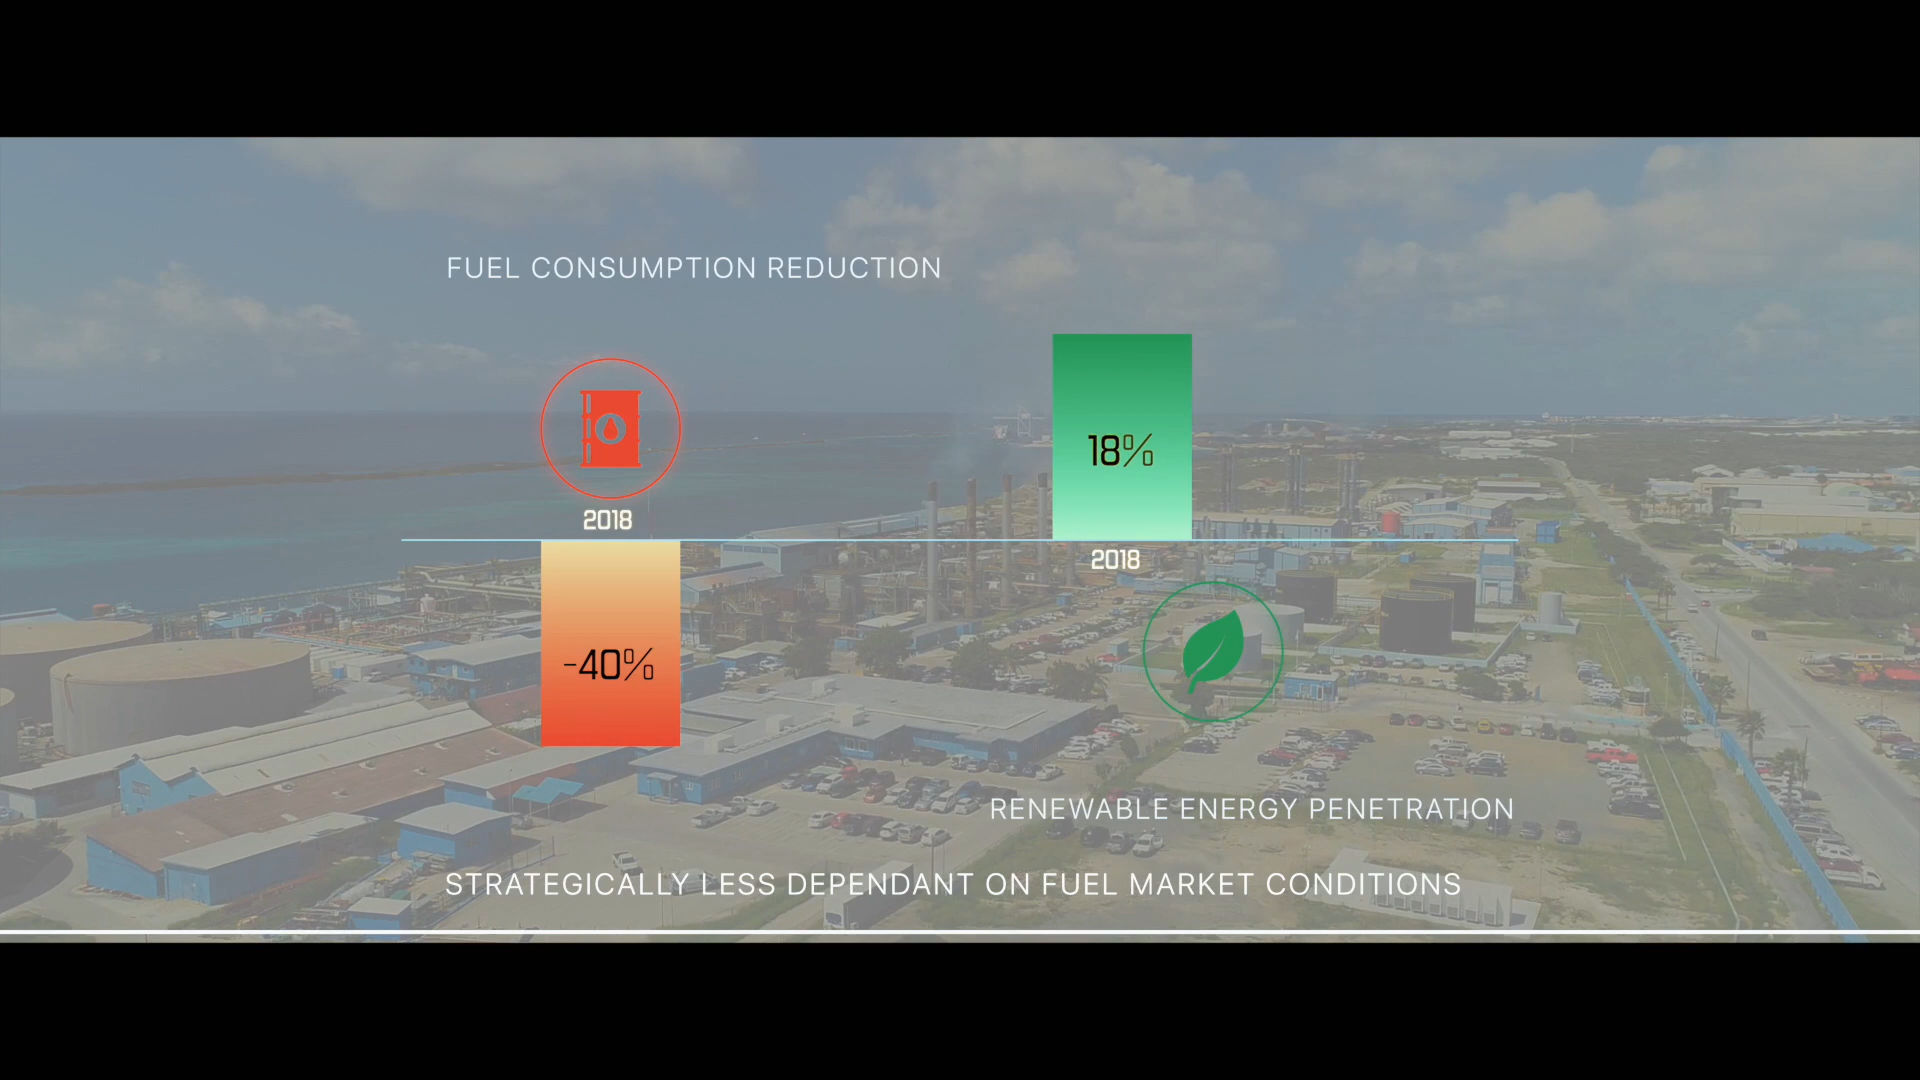 FUEL CONSUMPTION REDUCTION
18%
2018
2018
-40%
RENEWABLE ENERGY PENETRATION
STRATEGICALLY LESS DEPENDANT ON FUEL MARKET CONDITIONS